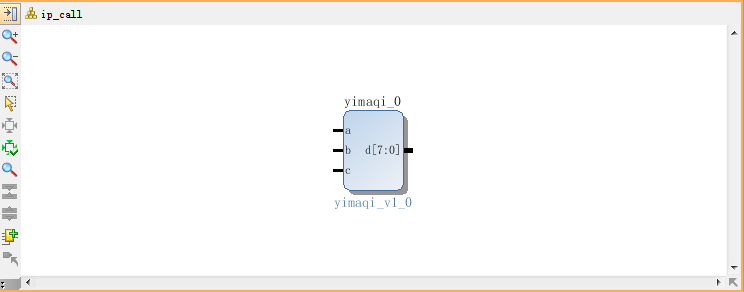 ip_call
yimaqi_0
a
b d[7:0]
c
yimaqi_v1_0